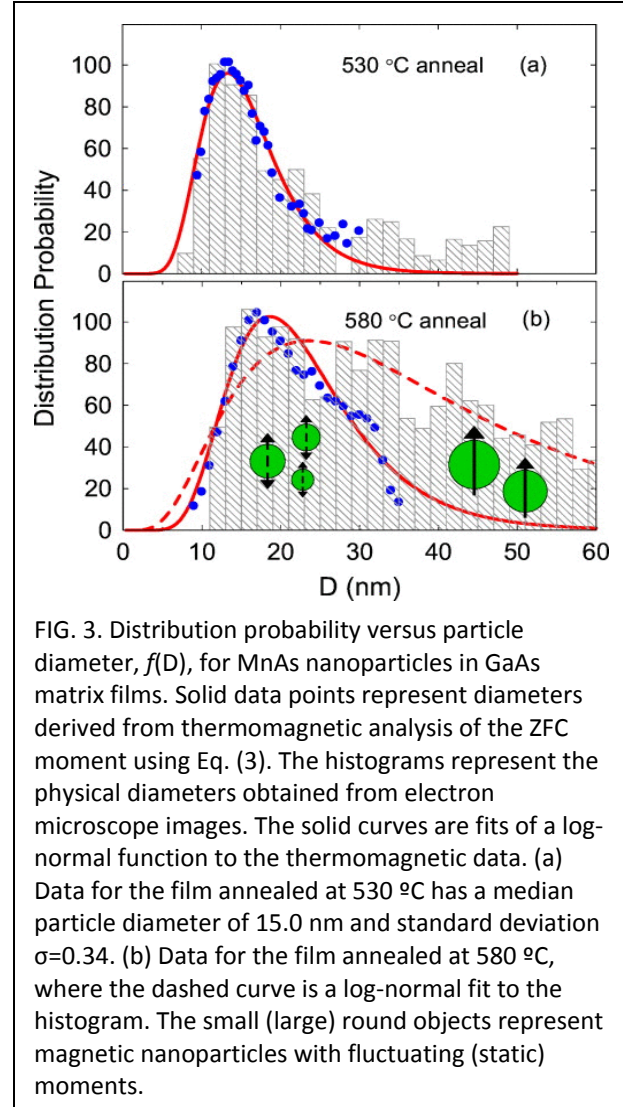 530 °C anneal (a)
100
80
60
40
20
0
580 °C anneal (b)
100
80
60
40
20
0
Distribution Probability
0 10 20 30 40 50 60
D (nm)
FIG. 3. Distribution probability versus particle
diameter, f(D), for MnAs nanoparticles in GaAs
matrix films. Solid data points represent diameters
derived from thermomagnetic analysis of the ZFC
moment using Eq. (3). The histograms represent the
physical diameters obtained from electron
microscope images. The solid curves are fits of a log-
normal function to the thermomagnetic data. (a)
Data for the film annealed at 530 ºC has a median
particle diameter of 15.0 nm and standard deviation
σ=0.34. (b) Data for the film annealed at 580 ºC,
where the dashed curve is a log-normal fit to the
histogram. The small (large) round objects represent
magnetic nanoparticles with fluctuating (static)
moments.